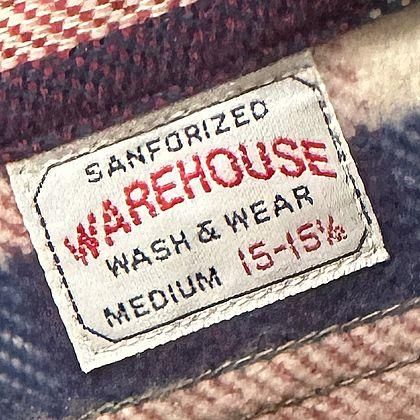 SANFORIZED
WAREHOUSE
WASH & WEAR
MEDIUM 15-15½